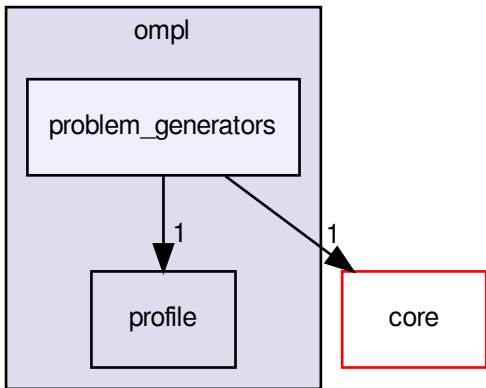 ompl
problem_generators
1
1
profile
core